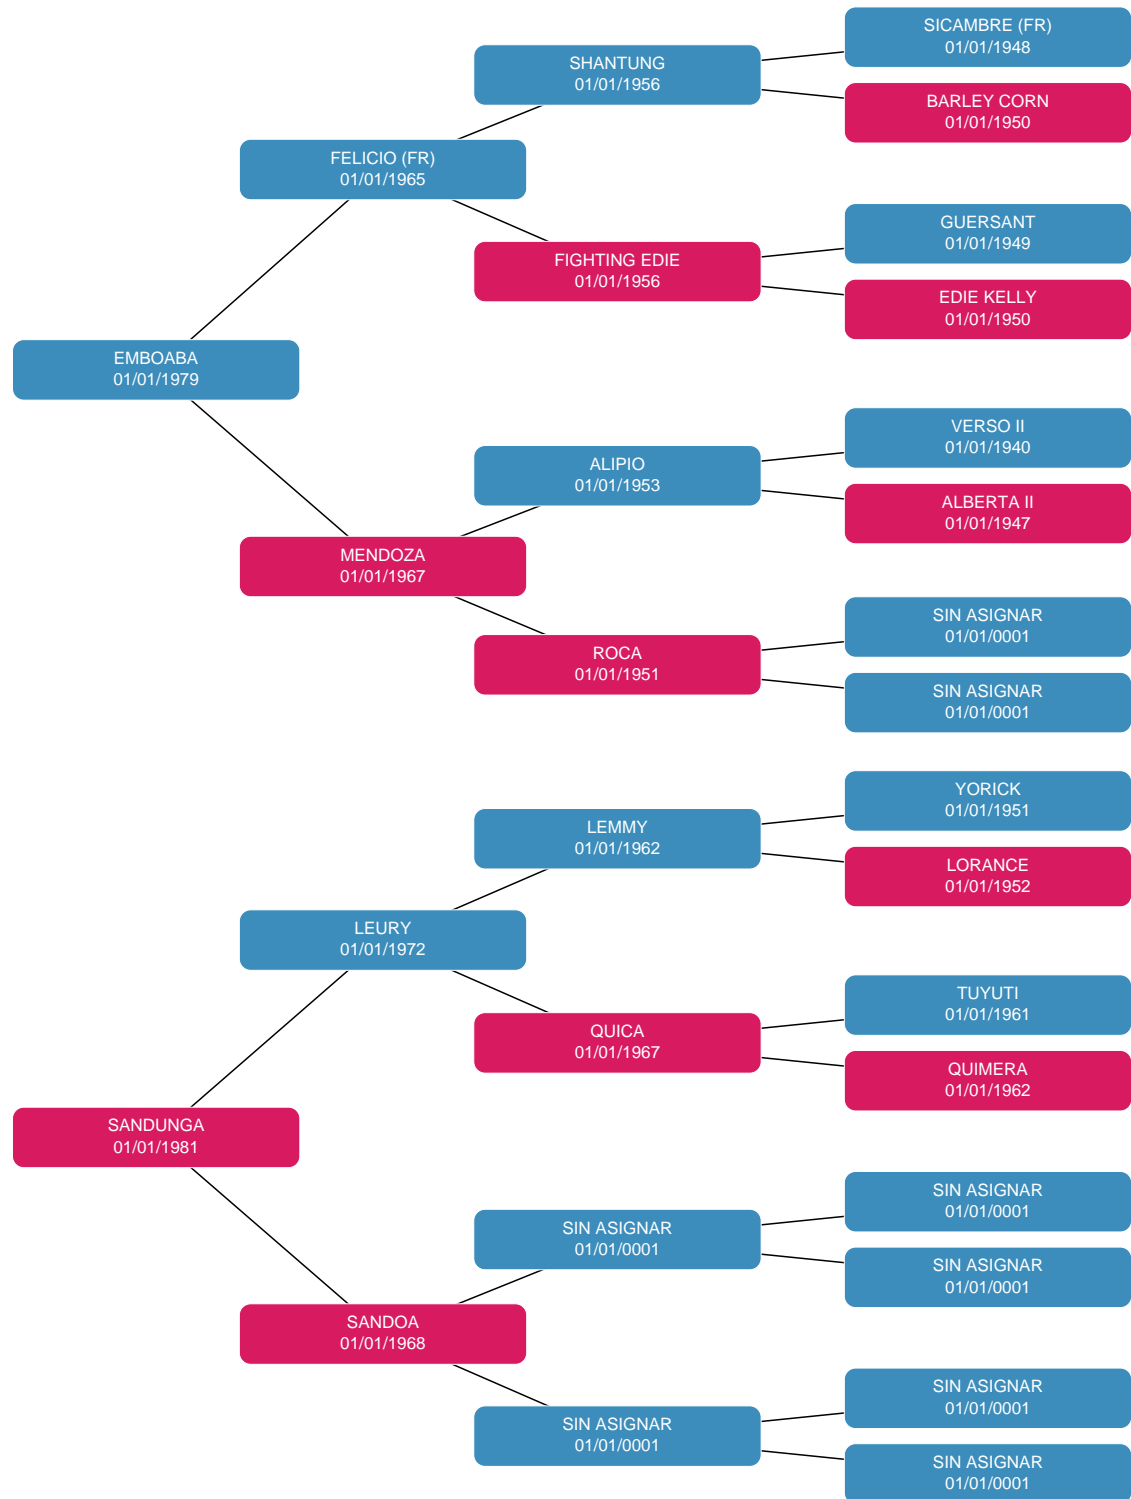 SICAMBRE (FR)
01/01/1948
SHANTUNG
01/01/1956
BARLEY CORN
01/01/1950
FELICIO (FR)
01/01/1965
GUERSANT
01/01/1949
FIGHTING EDIE
01/01/1956
EDIE KELLY
01/01/1950
EMBOABA
01/01/1979
VERSO II
01/01/1940
ALIPIO
01/01/1953
ALBERTA II
01/01/1947
MENDOZA
01/01/1967
SIN ASIGNAR
01/01/0001
ROCA
01/01/1951
SIN ASIGNAR
01/01/0001
YORICK
01/01/1951
LEMMY
01/01/1962
LORANCE
01/01/1952
LEURY
01/01/1972
TUYUTI
01/01/1961
QUICA
01/01/1967
QUIMERA
01/01/1962
SANDUNGA
01/01/1981
SIN ASIGNAR
01/01/0001
SIN ASIGNAR
01/01/0001
SIN ASIGNAR
01/01/0001
SANDOA
01/01/1968
SIN ASIGNAR
01/01/0001
SIN ASIGNAR
01/01/0001
SIN ASIGNAR
01/01/0001